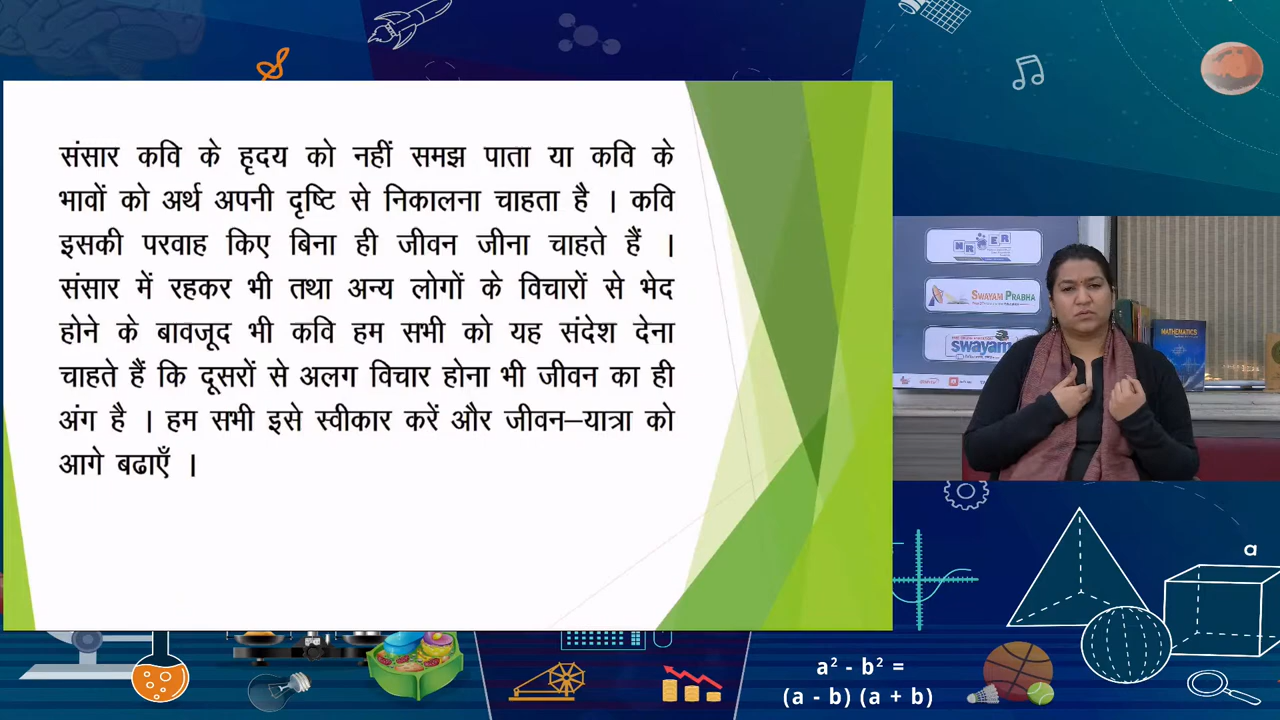 संसार कवि के हृदय को नहीं समझ पाता या कवि के
भावों को अर्थ अपनी दृष्टि से निकालना चाहता है ।  कवि
इसकी परवाह किए बिना ही जीवन जीना चाहते हैं ।
संसार में रहकर भी तथा अन्य लोगों के विचारों से भेद
होने के बावजूद भी कवि हम सभी को यह संदेश देना
चाहते हैं कि दूसरों से अलग विचार होना भी जीवन का ही
अंग है । हम सभी इसे स्वीकार करें और जीवन–यात्रा को
आगे बढाएँ ।
SWAYAM PRABHA
swayam
MATHEMATICS
a
a² - b² =
(a - b) (a + b)